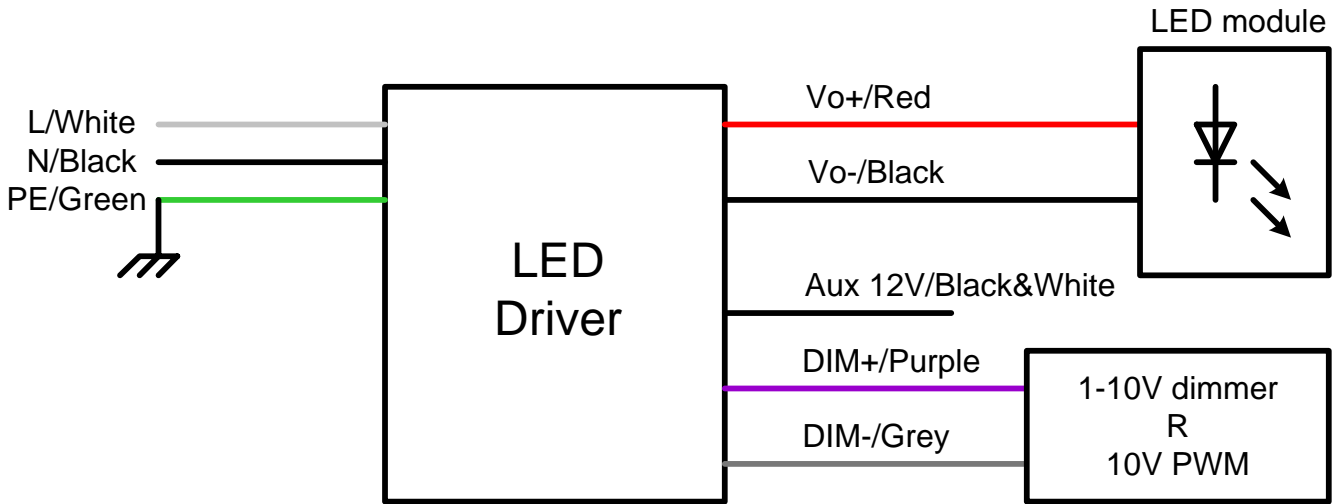 LED module
L/White
N/Black
PE/Green
LED
Driver
Vo+/Red
Vo-/Black
Aux 12V/Black&White
DIM+/Purple
DIM-/Grey
1-10V dimmer
R
10V PWM